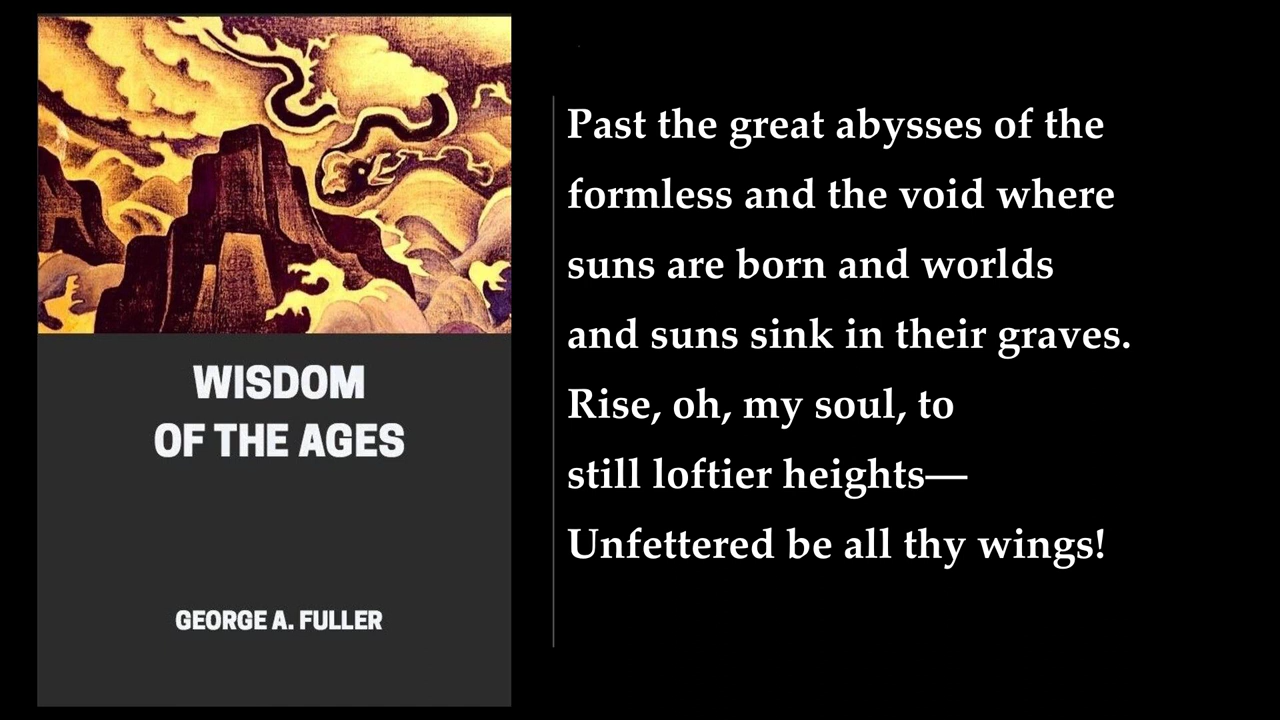 WISDOM
OF THE AGES
GEORGE A. FULLER
Past the great abysses of the
formless and the void where
suns are born and worlds
and suns sink in their graves.
Rise, oh, my soul, to
still loftier heights—
Unfettered be all thy wings!